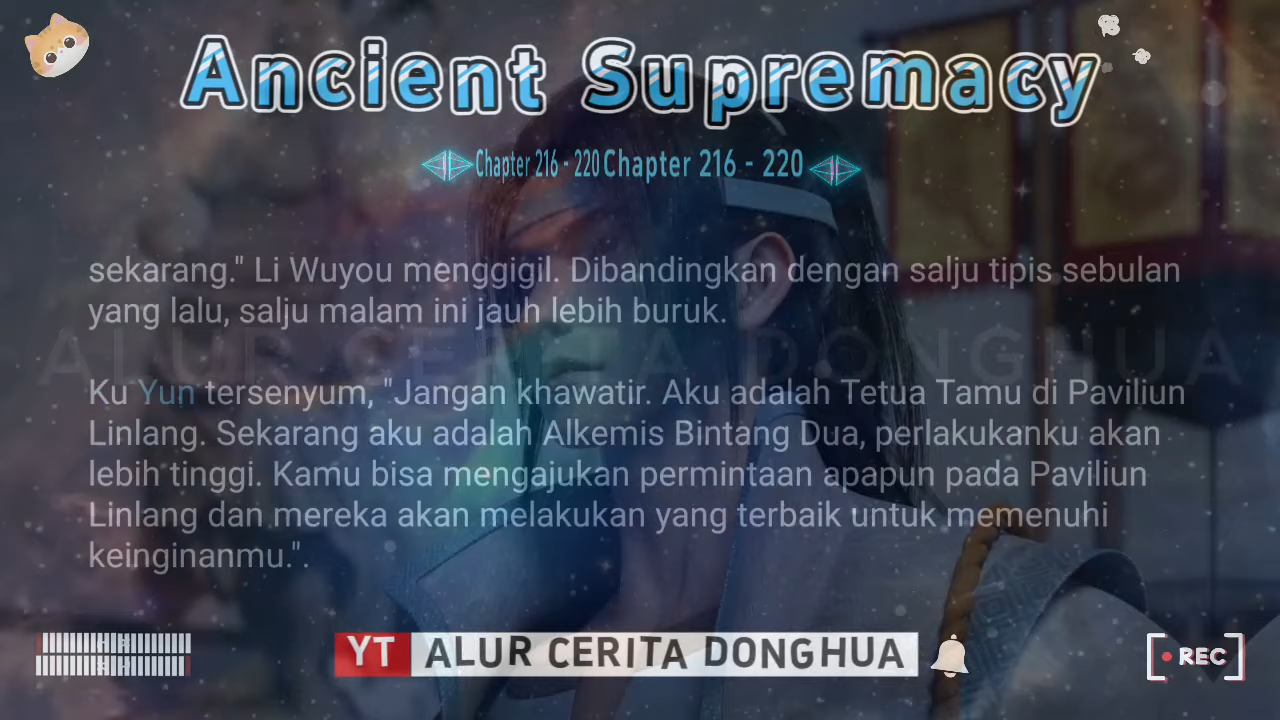 Ancient Supremacy
Chapter 216 - 220 Chapter 216 - 220
sekarang." Li Wuyou menggigil. Dibandingkan dengan salju tipis sebulan
yang lalu, salju malam ini jauh lebih buruk.
ALUR CERITA DONGHUA
Ku Yun tersenyum, "Jangan khawatir. Aku adalah Tetua Tamu di Paviliun
Linlang. Sekarang aku adalah Alkemis Bintang Dua, perlakukanku akan
lebih tinggi. Kamu bisa mengajukan permintaan apapun pada Paviliun
Linlang dan mereka akan melakukan yang terbaik untuk memenuhi
keinginanmu.".
YT ALUR CERITA DONGHUA
REC